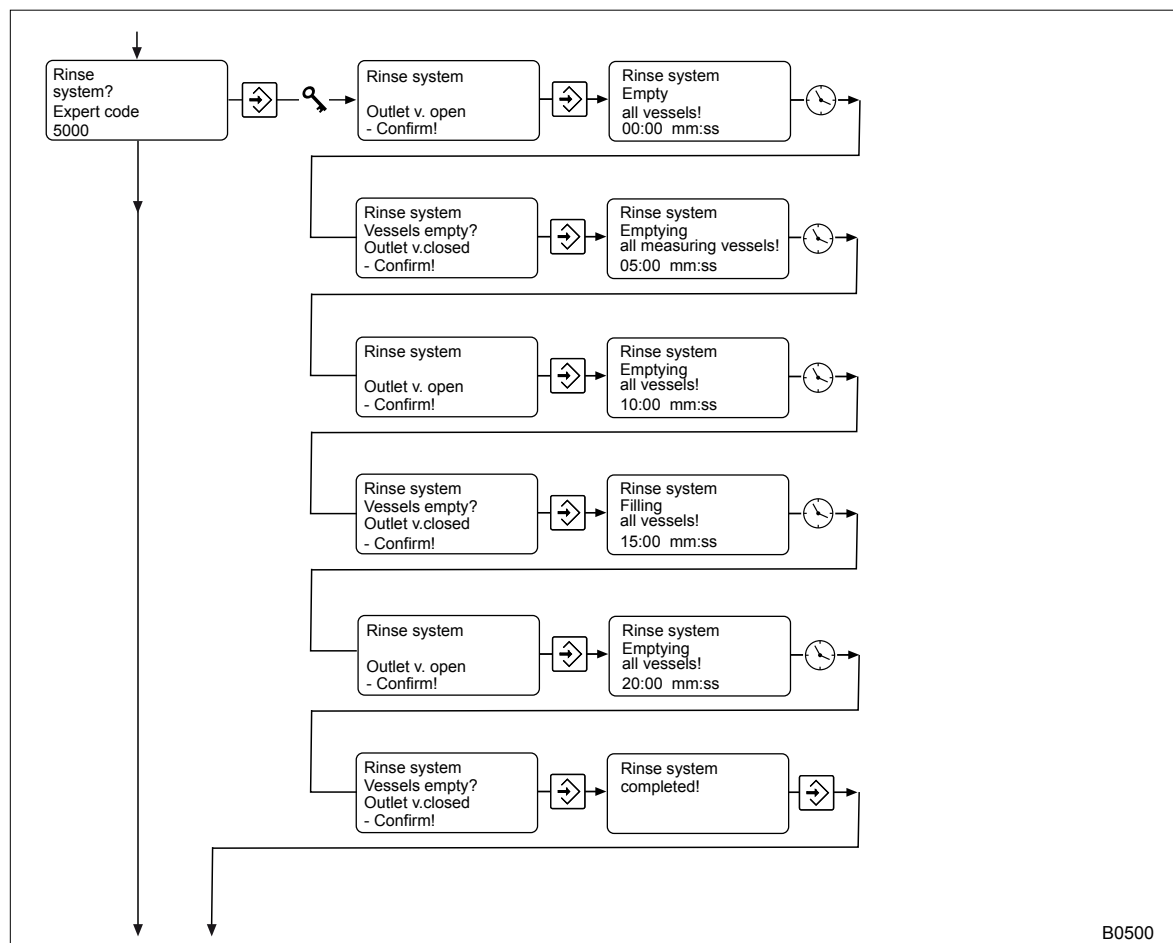 Rinse
system?
Expert code
5000
Rinse system
Outlet v. open
- Confirm!
Rinse system
Empty
all vessels!
00:00 mm:ss
Rinse system
Vessels empty?
Outlet v.closed
- Confirm!
Rinse system
Emptying
all measuring vessels!
05:00 mm:ss
Rinse system
Outlet v. open
- Confirm!
Rinse system
Emptying
all vessels!
10:00 mm:ss
Rinse system
Vessels empty?
Outlet v.closed
- Confirm!
Rinse system
Filling
all vessels!
15:00 mm:ss
Rinse system
Outlet v. open
- Confirm!
Rinse system
Emptying
all vessels!
20:00 mm:ss
Rinse system
Vessels empty?
Outlet v.closed
- Confirm!
Rinse system
completed!
B0500